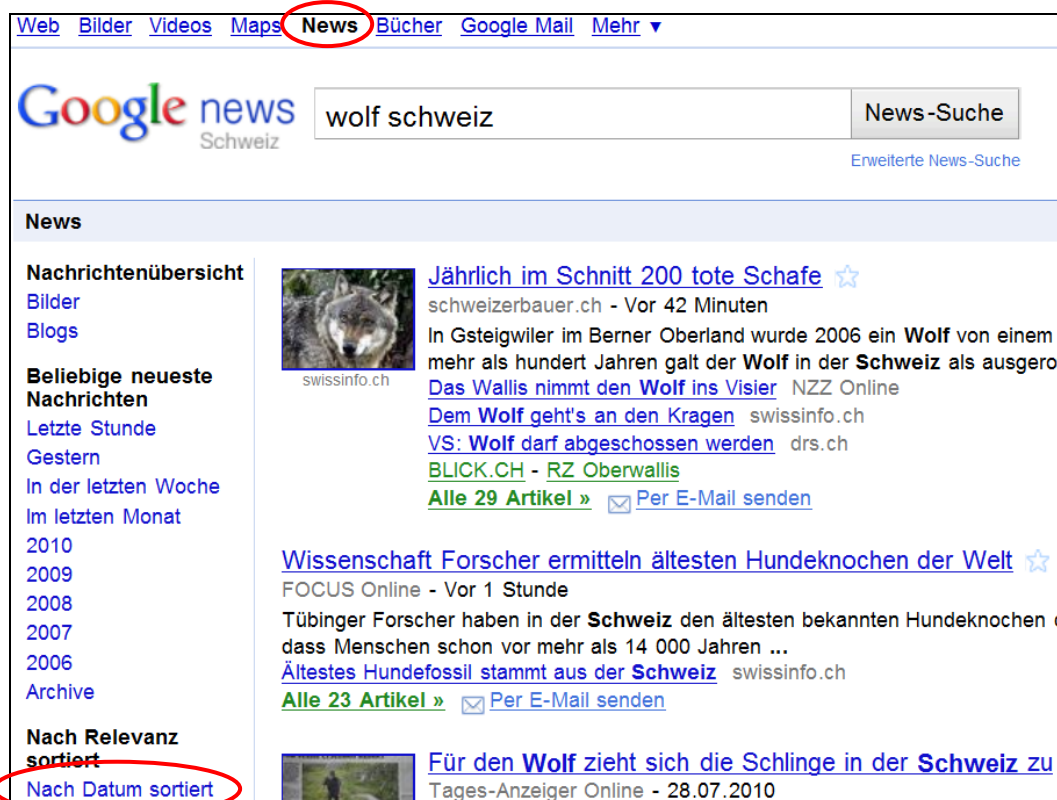 Web Bilder Videos Maps News Bücher Google Mail Mehr ▼
Google news
Schweiz
wolf schweiz
News-Suche
Erweiterte News-Suche
News
Nachrichtenübersicht
Bilder
Blogs
Beliebige neueste
Nachrichten
Letzte Stunde
Gestern
In der letzten Woche
Im letzten Monat
2010
2009
2008
2007
2006
Archive
Nach Relevanz
sortiert
Nach Datum sortiert
swissinfo.ch
Jährlich im Schnitt 200 tote Schafe
schweizerbauer.ch - Vor 42 Minuten
In Gsteigwiler im Berner Oberland wurde 2006 ein Wolf von einem
mehr als hundert Jahren galt der Wolf in der Schweiz als ausgero
Das Wallis nimmt den Wolf ins Visier NZZ Online
Dem Wolf geht's an den Kragen swissinfo.ch
VS: Wolf darf abgeschossen werden drs.ch
BLICK.CH - RZ Oberwallis
Alle 29 Artikel » Per E-Mail senden
Wissenschaft Forscher ermitteln ältesten Hundeknochen der Welt
FOCUS Online - Vor 1 Stunde
Tübinger Forscher haben in der Schweiz den ältesten bekannten Hundeknochen
dass Menschen schon vor mehr als 14 000 Jahren ...
Ältestes Hundefossil stammt aus der Schweiz swissinfo.ch
Alle 23 Artikel » Per E-Mail senden
Für den Wolf zieht sich die Schlinge in der Schweiz zu
Tages-Anzeiger Online - 28.07.2010